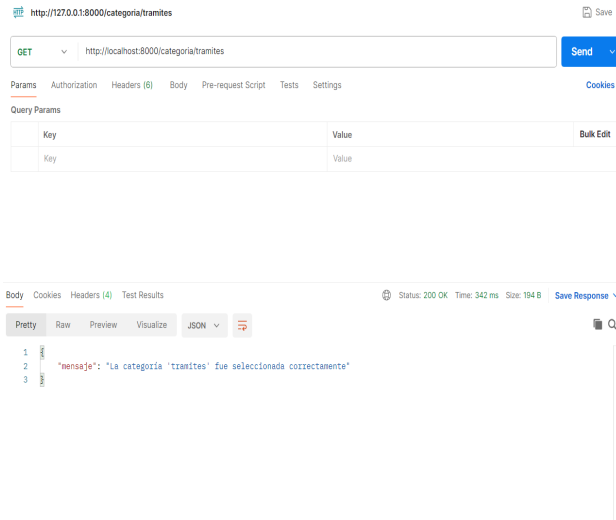 HTTP http://127.0.0.1:8000/categoria/tramites Save
GET http://localhost:8000/categoria/tramites Send
Params Authorization Headers (6) Body Pre-request Script Tests Settings Cookies
Query Params
Key Value Bulk Edit
Key Value
Body Cookies Headers (4) Test Results Status: 200 OK Time: 342 ms Size: 194 B Save Response
Pretty Raw Preview Visualize JSON
1 {
2 "mensaje": "La categoría 'tramites' fue seleccionada correctamente"
3 }